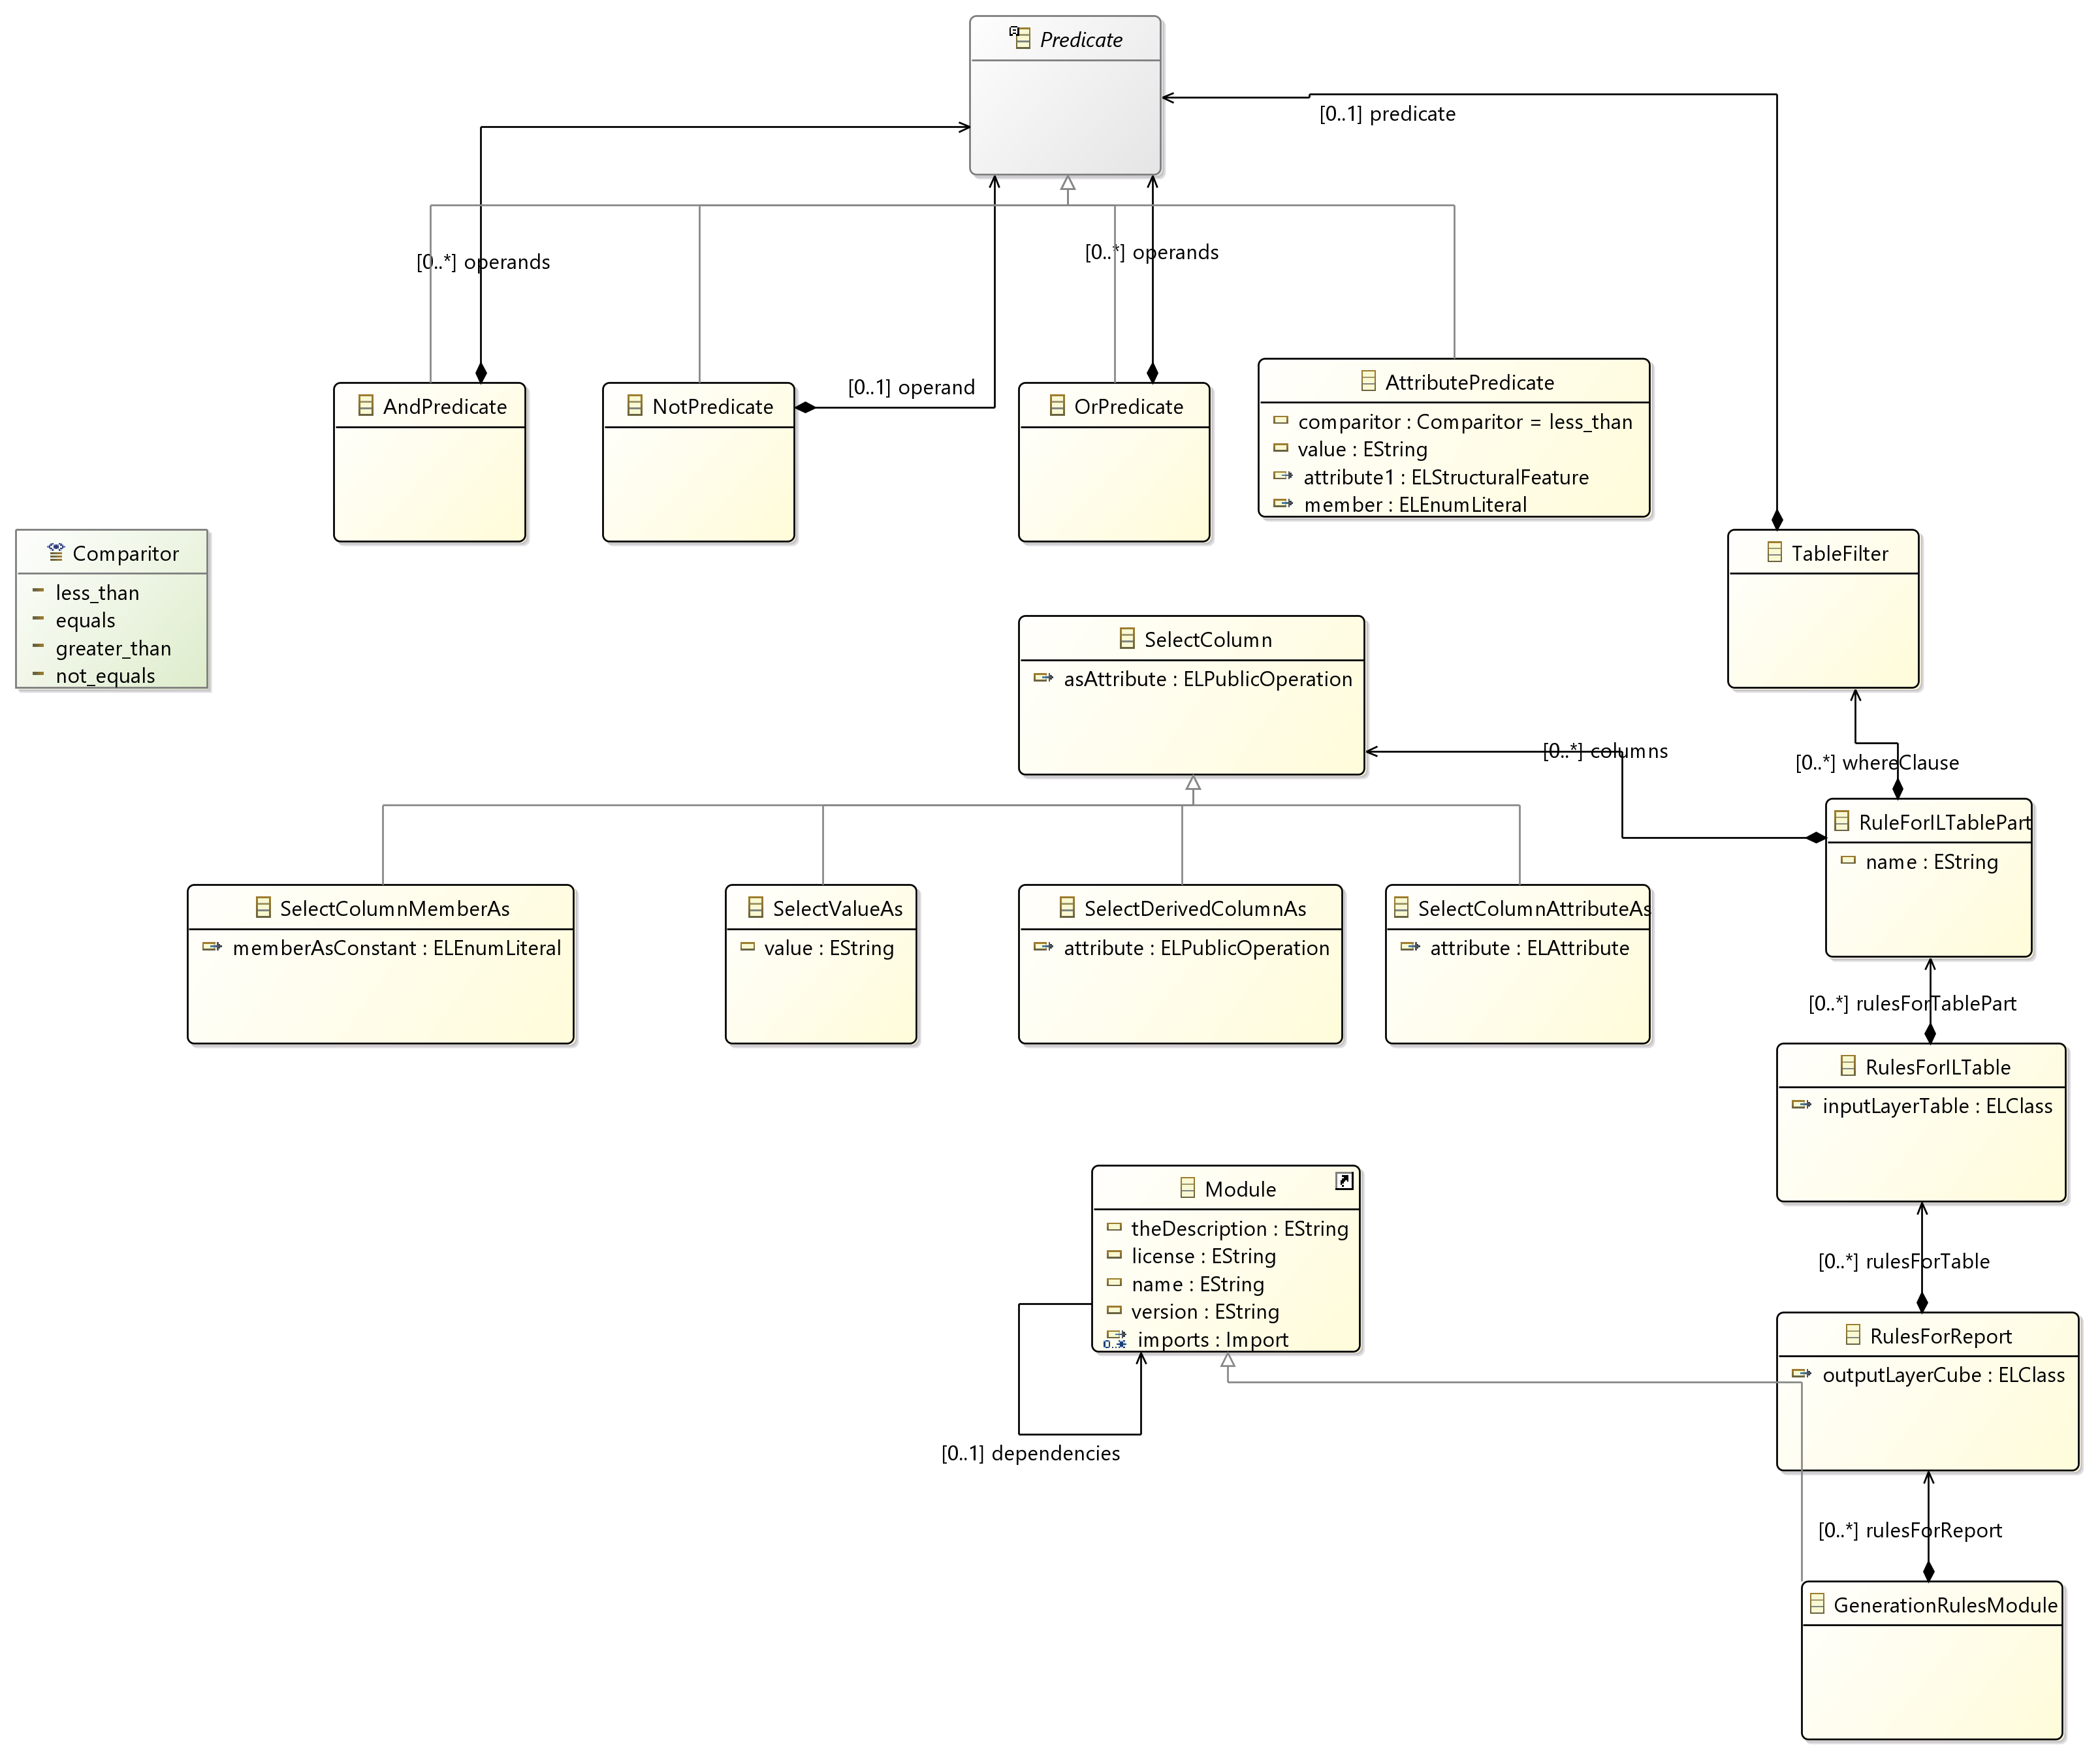 Predicate
[0..1] predicate
[0..*] operands
[0..*] operands
[0..1] operand
AndPredicate
NotPredicate
OrPredicate
AttributePredicate
comparitor : Comparitor = less_than
value : EString
attribute1 : ELStructuralFeature
member : ELEnumLiteral
Comparitor
less_than
equals
greater_than
not_equals
TableFilter
SelectColumn
asAttribute : ELPublicOperation
[0..*] columns
[0..*] whereClause
RuleForILTablePart
name : EString
SelectColumnMemberAs
memberAsConstant : ELEnumLiteral
SelectValueAs
value : EString
SelectDerivedColumnAs
attribute : ELPublicOperation
SelectColumnAttributeAs
attribute : ELAttribute
[0..*] rulesForTablePart
RulesForILTable
inputLayerTable : ELClass
Module
theDescription : EString
license : EString
name : EString
version : EString
0..*
imports : Import
[0..*] rulesForTable
RulesForReport
outputLayerCube : ELClass
[0..1] dependencies
[0..*] rulesForReport
GenerationRulesModule